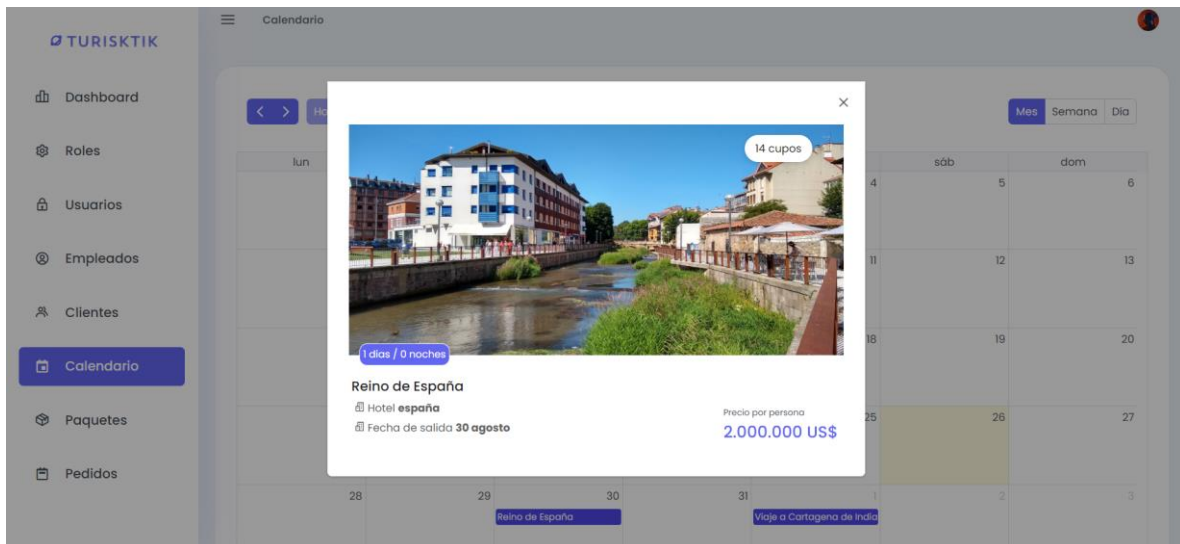 TURISKTIK
Calendario
Dashboard
Roles
Usuarios
Empleados
Clientes
Calendario
Paquetes
Pedidos
Mes Semana Día
lun
sáb
dom
4 5 6
11 12 13
18 19 20
25 26 27
28 29 30 31 1 2 3
Reino de España
Viaje a Cartagena de India
14 cupos
1 días / 0 noches
Reino de España
Hotel españa
Fecha de salida 30 agosto
Precio por persona
2.000.000 US$